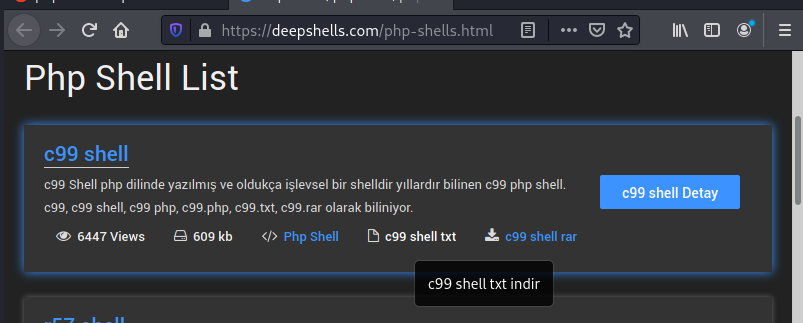 https://deepshells.com/php-shells.html
Php Shell List
c99 shell
c99 Shell php dilinde yazılmış ve oldukça işlevsel bir shelldir yıllardır bilinen c99 php shell.
c99, c99 shell, c99 php, c99.php, c99.txt, c99.rar olarak biliniyor.
c99 shell Detay
6447 Views 609 kb Php Shell c99 shell txt c99 shell rar
c99 shell txt indir
r57 shell